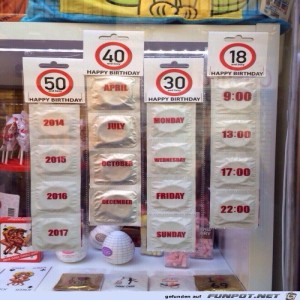 50
HAPPY BIRTHDAY
2014
2015
2016
2017
40
HAPPY BIRTHDAY
APRIL
JULY
OCTOBER
DECEMBER
30
HAPPY BIRTHDAY
MONDAY
WEDNESDAY
FRIDAY
SUNDAY
18
HAPPY BIRTHDAY
9:00
13:00
17:00
22:00
gefunden auf FUNPOT.NET